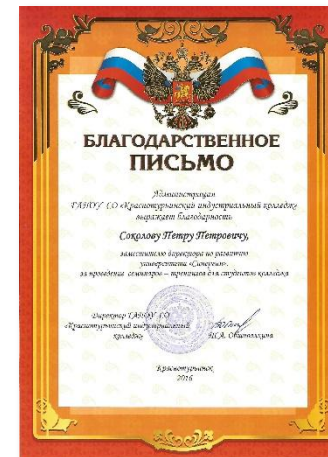 БЛАГОДАРСТВЕННОЕ
ПИСЬМО
Администрация
ГАПОУ СО «Краснотурьинский индустриальный колледж»
выражает благодарность
Соколову Петру Петровичу,
заместителю директора по развитию
университета «Синергия»,
за проведение семинаров – тренингов для студентов колледжа
Директор ГАПОУ СО
«Краснотурьинский индустриальный
колледж»
Краснотурьинск
2016